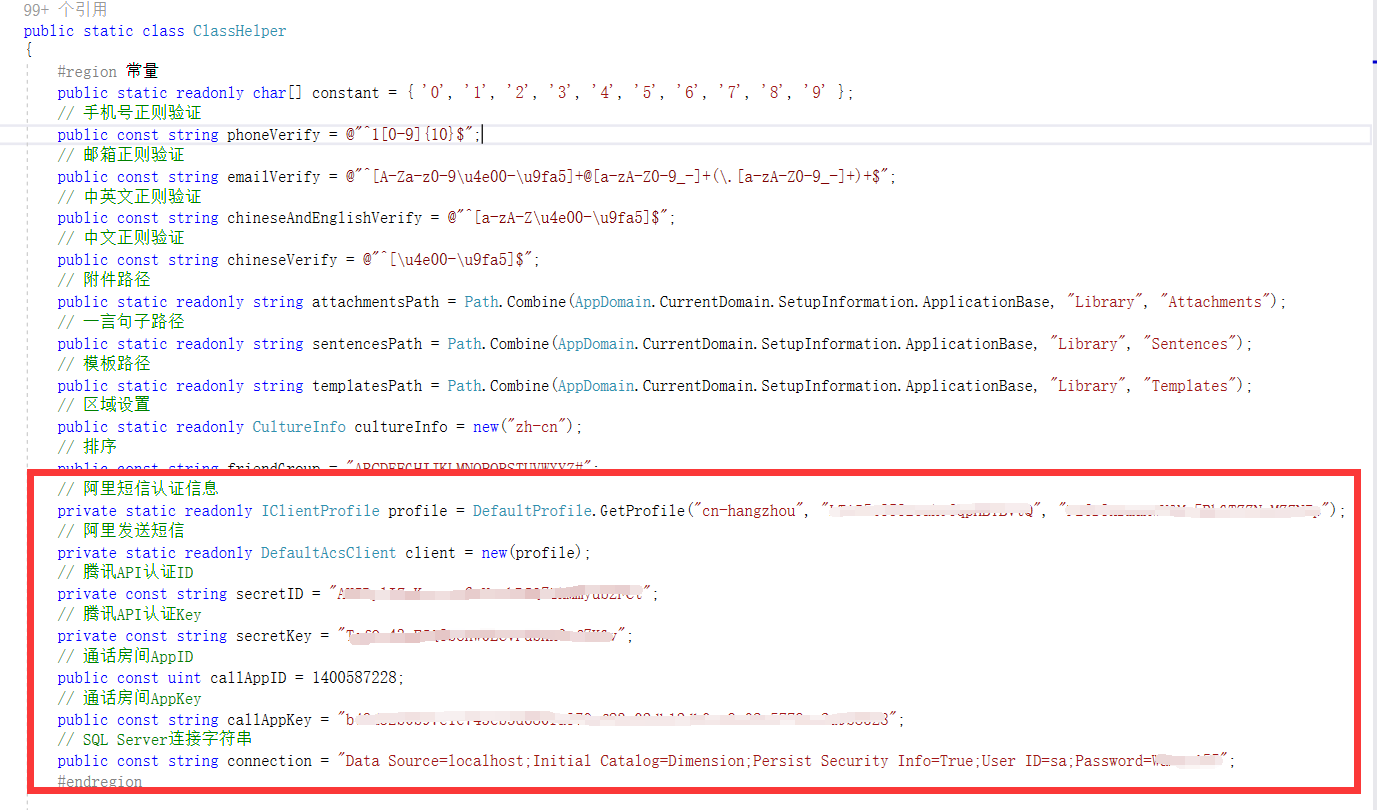 99+ 个引用
public static class ClassHelper
{
#region 常量
public static readonly char[] constant = { '0', '1', '2', '3', '4', '5', '6', '7', '8', '9' };
// 手机号正则验证
public const string phoneVerify = @"^1[0-9]{10}$";
// 邮箱正则验证
public const string emailVerify = @"^[A-Za-z0-9\u4e00-\u9fa5]+@[a-zA-Z0-9_-]+(\.[a-zA-Z0-9_-]+)+$";
// 中英文正则验证
public const string chineseAndEnglishVerify = @"^[a-zA-Z\u4e00-\u9fa5]$";
// 中文正则验证
public const string chineseVerify = @"^[\u4e00-\u9fa5]$";
// 附件路径
public static readonly string attachmentsPath = Path.Combine(AppDomain.CurrentDomain.SetupInformation.ApplicationBase, "Library", "Attachments");
// 一言句子路径
public static readonly string sentencesPath = Path.Combine(AppDomain.CurrentDomain.SetupInformation.ApplicationBase, "Library", "Sentences");
// 模板路径
public static readonly string templatesPath = Path.Combine(AppDomain.CurrentDomain.SetupInformation.ApplicationBase, "Library", "Templates");
// 区域设置
public static readonly CultureInfo cultureInfo = new("zh-cn");
// 排序
public const string friendGroup = "ABCDEFGHIJKLMNOPQRSTUVWXYZ#";
// 阿里短信认证信息
private static readonly IClientProfile profile = DefaultProfile.GetProfile("cn-hangzhou", "", "");
// 阿里发送短信
private static readonly DefaultAcsClient client = new(profile);
// 腾讯API认证ID
private const string secretID = "";
// 腾讯API认证Key
private const string secretKey = "";
// 通话房间AppID
public const uint callAppID = 1400587228;
// 通话房间AppKey
public const string callAppKey = "";
// SQL Server连接字符串
public const string connection = "Data Source=localhost;Initial Catalog=Dimension;Persist Security Info=True;User ID=sa;Password=";
#endregion